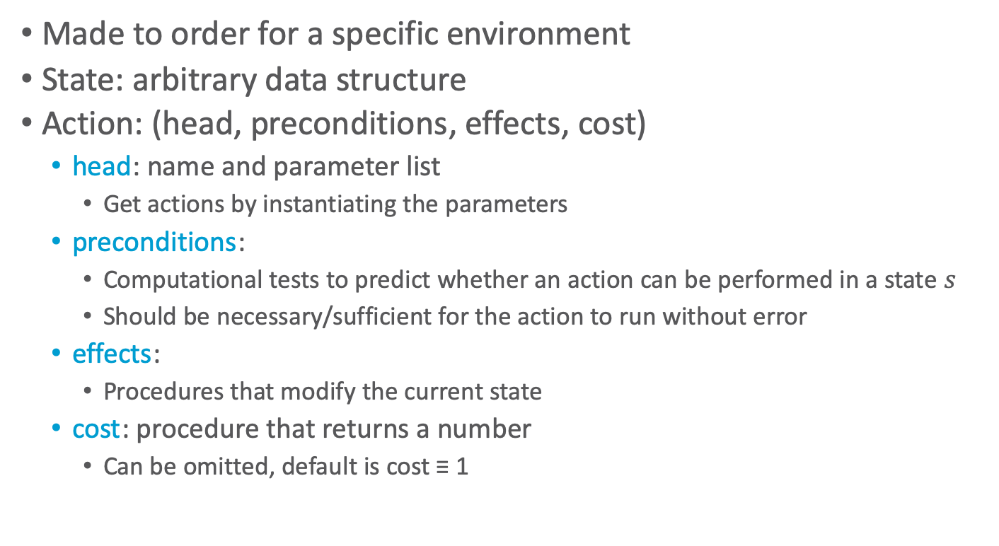 • Made to order for a specific environment
• State: arbitrary data structure
• Action: (head, preconditions, effects, cost)
• head: name and parameter list
• Get actions by instantiating the parameters
• preconditions:
• Computational tests to predict whether an action can be performed in a state s
• Should be necessary/sufficient for the action to run without error
• effects:
• Procedures that modify the current state
• cost: procedure that returns a number
• Can be omitted, default is cost ≡ 1